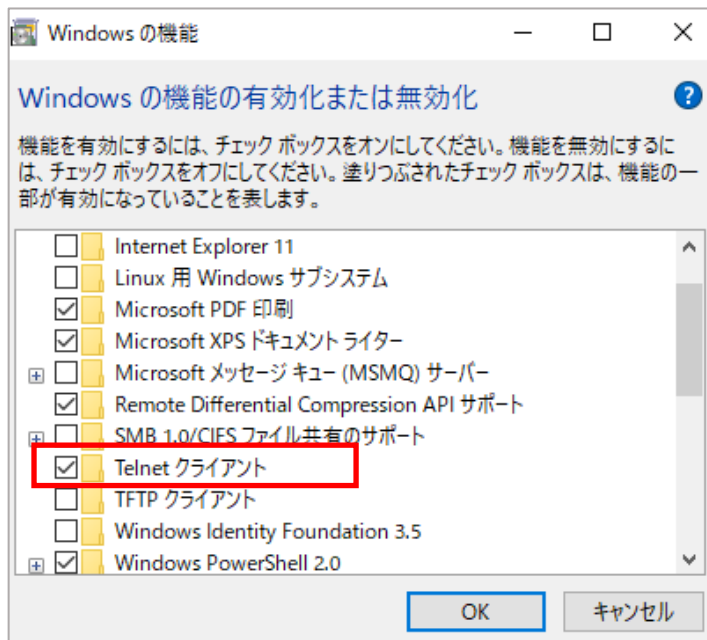 Windows の機能
Windows の機能の有効化または無効化
機能を有効にするには、チェック ボックスをオンにしてください。機能を無効にするに
は、チェック ボックスをオフにしてください。塗りつぶされたチェック ボックスは、機能の一
部が有効になっていることを表します。
Internet Explorer 11
Linux 用 Windows サブシステム
Microsoft PDF 印刷
Microsoft XPS ドキュメント ライター
Microsoft メッセージ キュー (MSMQ) サーバー
Remote Differential Compression API サポート
SMB 1.0/CIFS ファイル共有のサポート
Telnet クライアント
TFTP クライアント
Windows Identity Foundation 3.5
Windows PowerShell 2.0
OK キャンセル